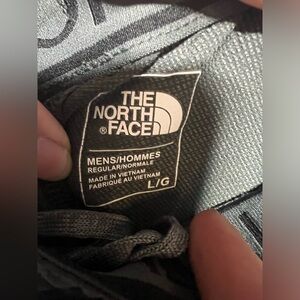 THE
NORTH
®FACE
MENS/HOMMES
REGULAR/NORMALE
MADE IN VIETNAM
FABRIQUÉ AU VIETNAM
L/G